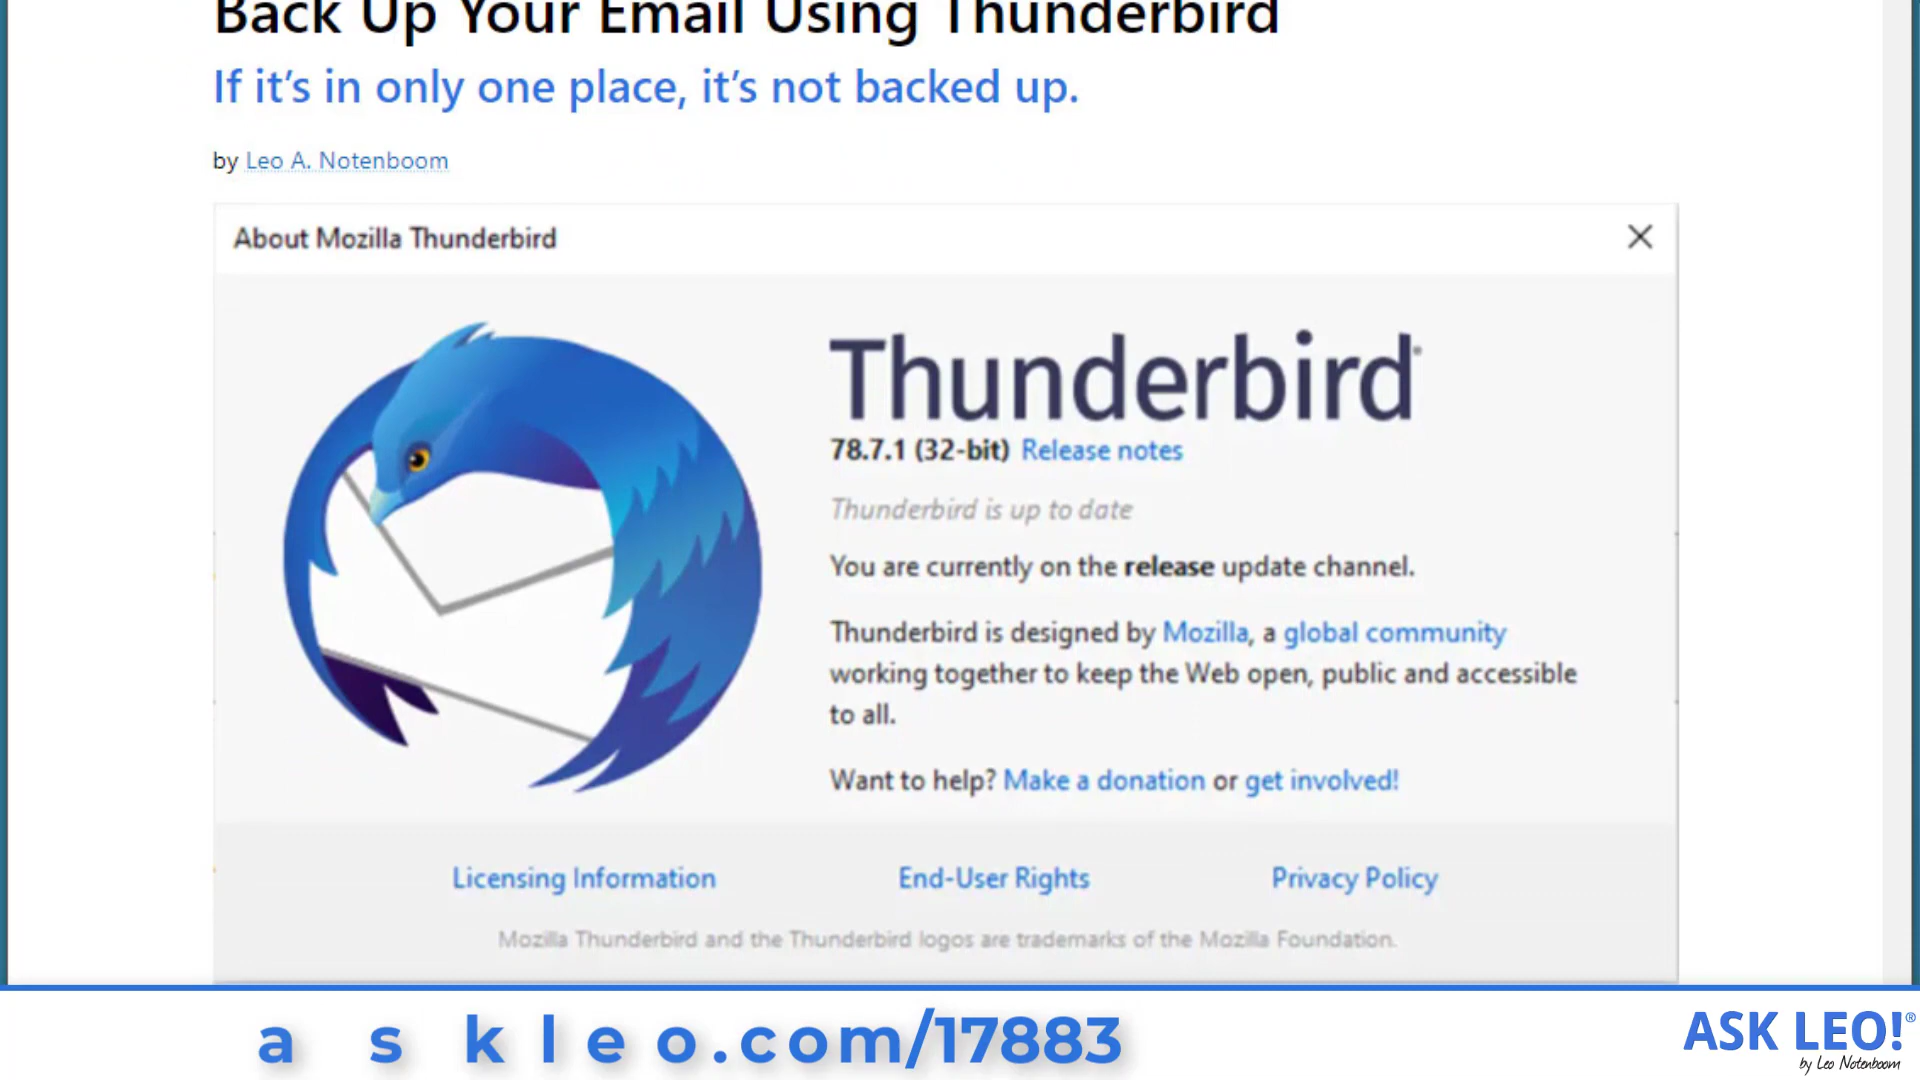 Back Up Your Email Using Thunderbird
If it's in only one place, it's not backed up.
by Leo A. Notenboom
About Mozilla Thunderbird
Thunderbird
78.7.1 (32-bit) Release notes
Thunderbird is up to date
You are currently on the release update channel.
Thunderbird is designed by Mozilla, a global community
working together to keep the Web open, public and accessible
to all.
Want to help? Make a donation or get involved!
Licensing Information End-User Rights Privacy Policy
Mozilla Thunderbird and the Thunderbird logos are trademarks of the Mozilla Foundation.
askleo.com/17883
ASK LEO!®
by Leo Notenboom